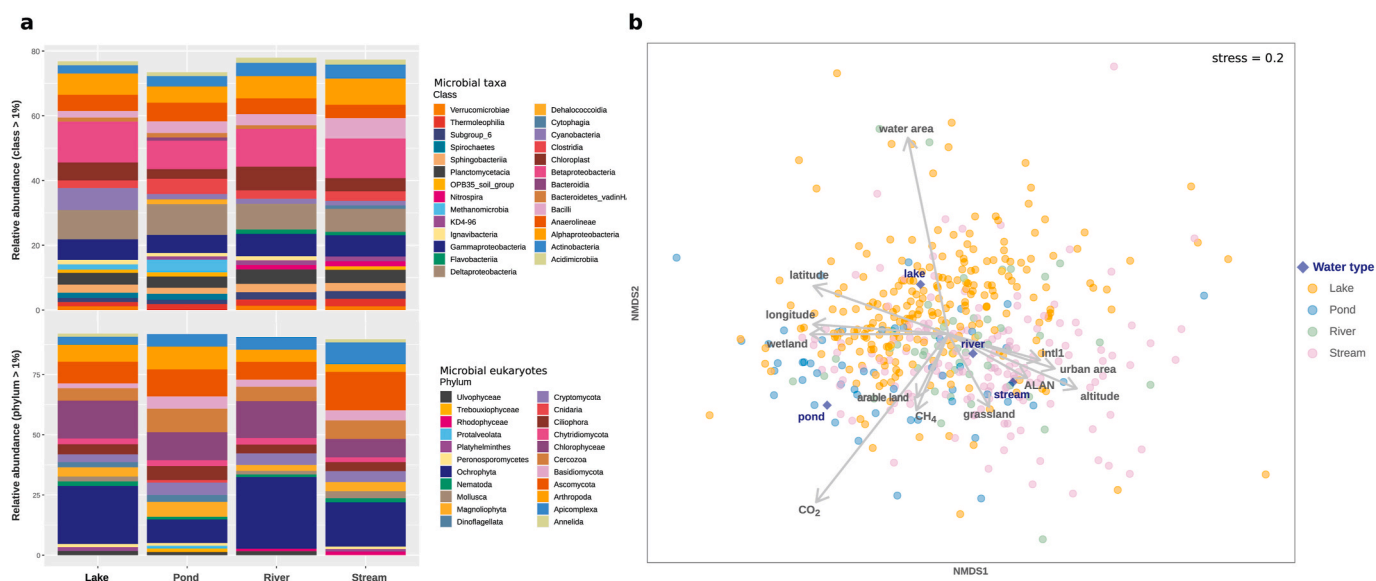 a
Relative abundance (class > 1%)
80
60
40
20
0
Microbial taxa
Class
Verrucomicrobiae
Thermoleophilia
Subgroup_6
Spirochaetes
Sphingobacteriia
Planctomycetacia
OPB35_soil_group
Nitrospira
Methanomicrobia
KD4-96
Ignavibacteria
Gammaproteobacteria
Flavobacteriia
Deltaproteobacteria
Dehalococcoidia
Cytophagia
Cyanobacteria
Clostridia
Chloroplast
Betaproteobacteria
Bacteroidia
Bacteroidetes_vadinH
Bacilli
Anaerolineae
Alphaproteobacteria
Actinobacteria
Acidimicrobiia
Relative abundance (phylum > 1%)
75
50
25
0
Lake
Pond
River
Stream
Microbial eukaryotes
Phylum
Ulvophyceae
Trebouxiophyceae
Rhodophyceae
Protalveolata
Platyhelminthes
Peronosporomycetes
Ochrophyta
Nematoda
Mollusca
Magnoliophyta
Dinoflagellata
Cryptomycota
Cnidaria
Ciliophora
Chytridiomycota
Chlorophyceae
Cercozoa
Basidiomycota
Ascomycota
Arthropoda
Apicomplexa
Annelida
b
stress = 0.2
water area
latitude
lake
longitude
wetland
river
intl1
urban area
ALAN
altitude
arable land
stream
grassland
CH4
pond
CO2
NMDS2
NMDS1
Water type
Lake
Pond
River
Stream